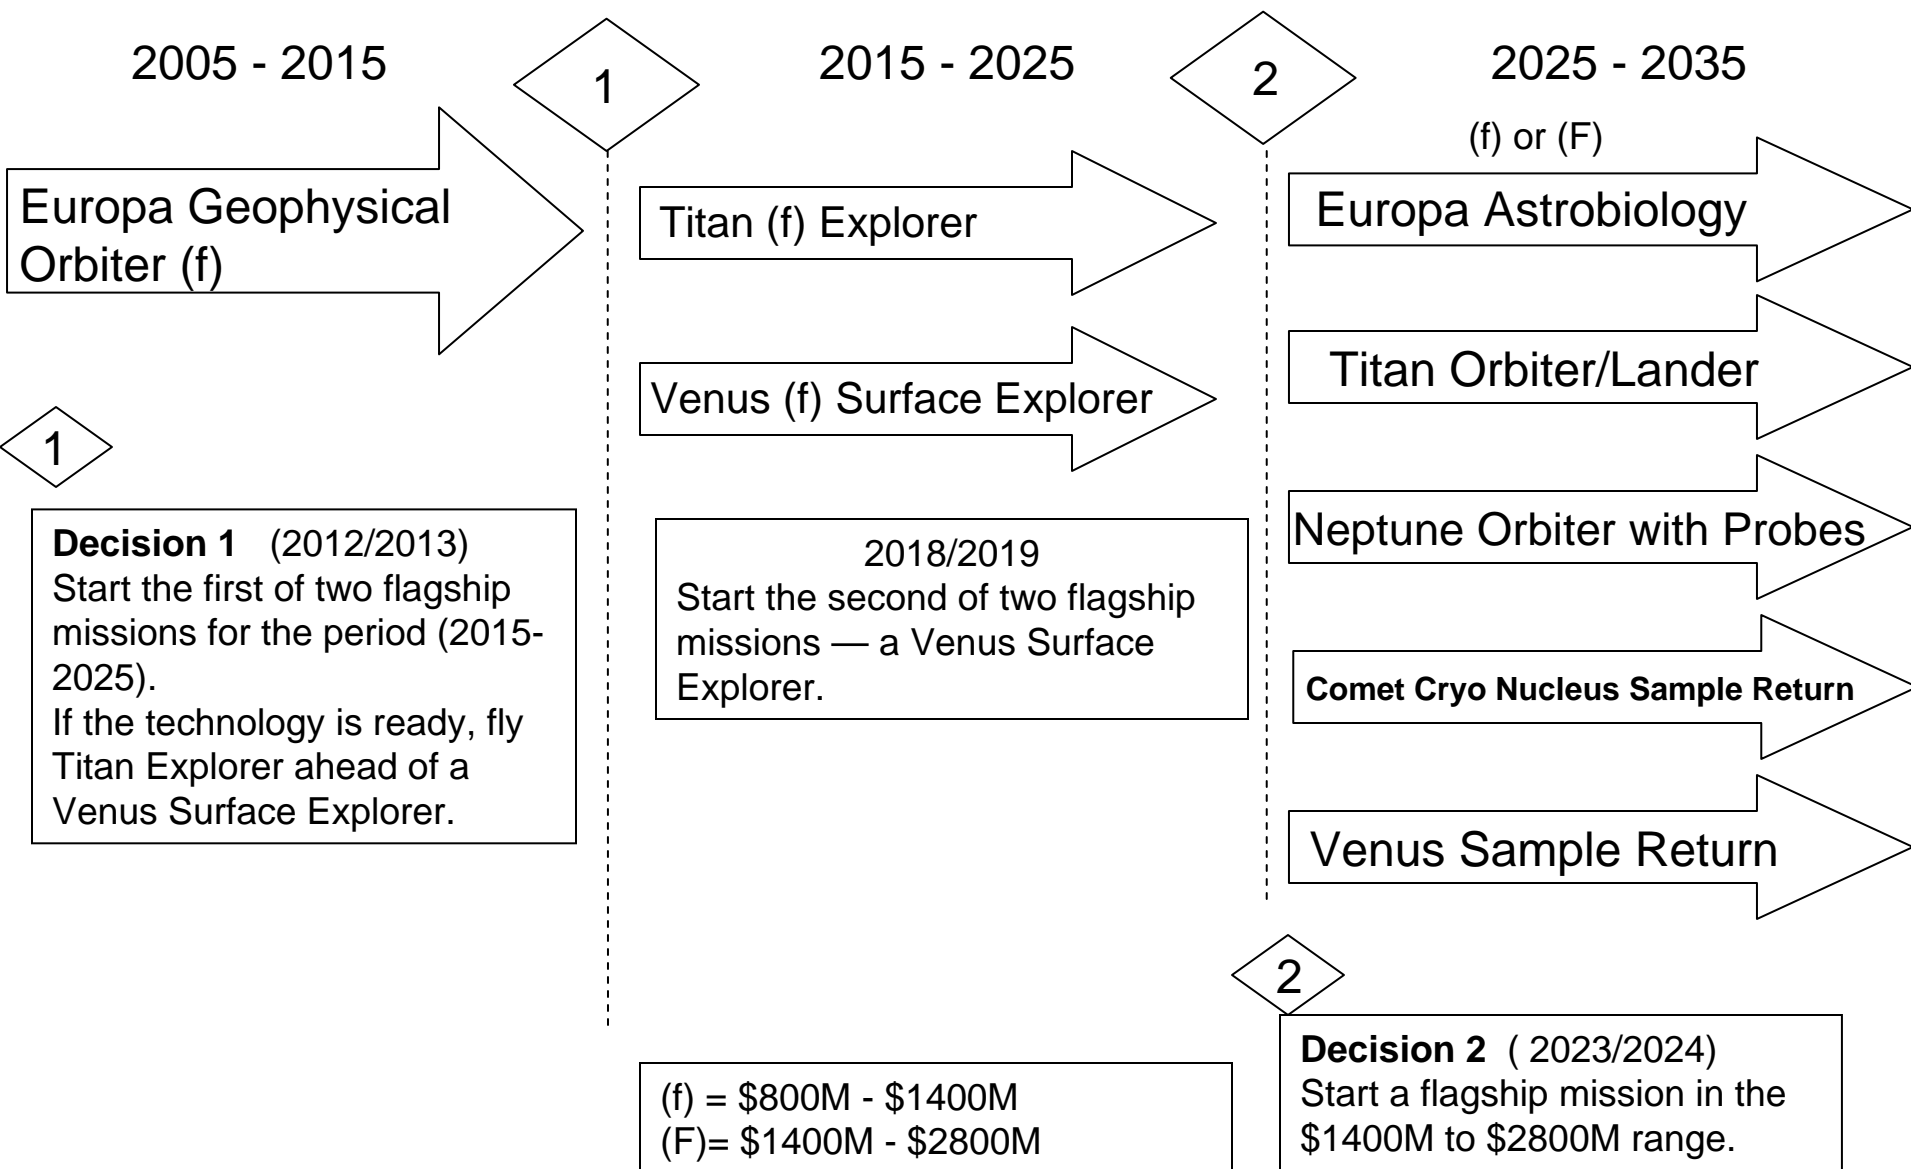 2005 - 2015
1
2015 - 2025
2
2025 - 2035
(f) or (F)
Europa Geophysical
Orbiter (f)
Titan (f) Explorer
Venus (f) Surface Explorer
Europa Astrobiology
Titan Orbiter/Lander
Neptune Orbiter with Probes
Comet Cryo Nucleus Sample Return
Venus Sample Return
1
Decision 1 (2012/2013)
Start the first of two flagship
missions for the period (2015-
2025).
If the technology is ready, fly
Titan Explorer ahead of a
Venus Surface Explorer.
2018/2019
Start the second of two flagship
missions — a Venus Surface
Explorer.
2
Decision 2 ( 2023/2024)
Start a flagship mission in the
$1400M to $2800M range.
(f) = $800M - $1400M
(F)= $1400M - $2800M